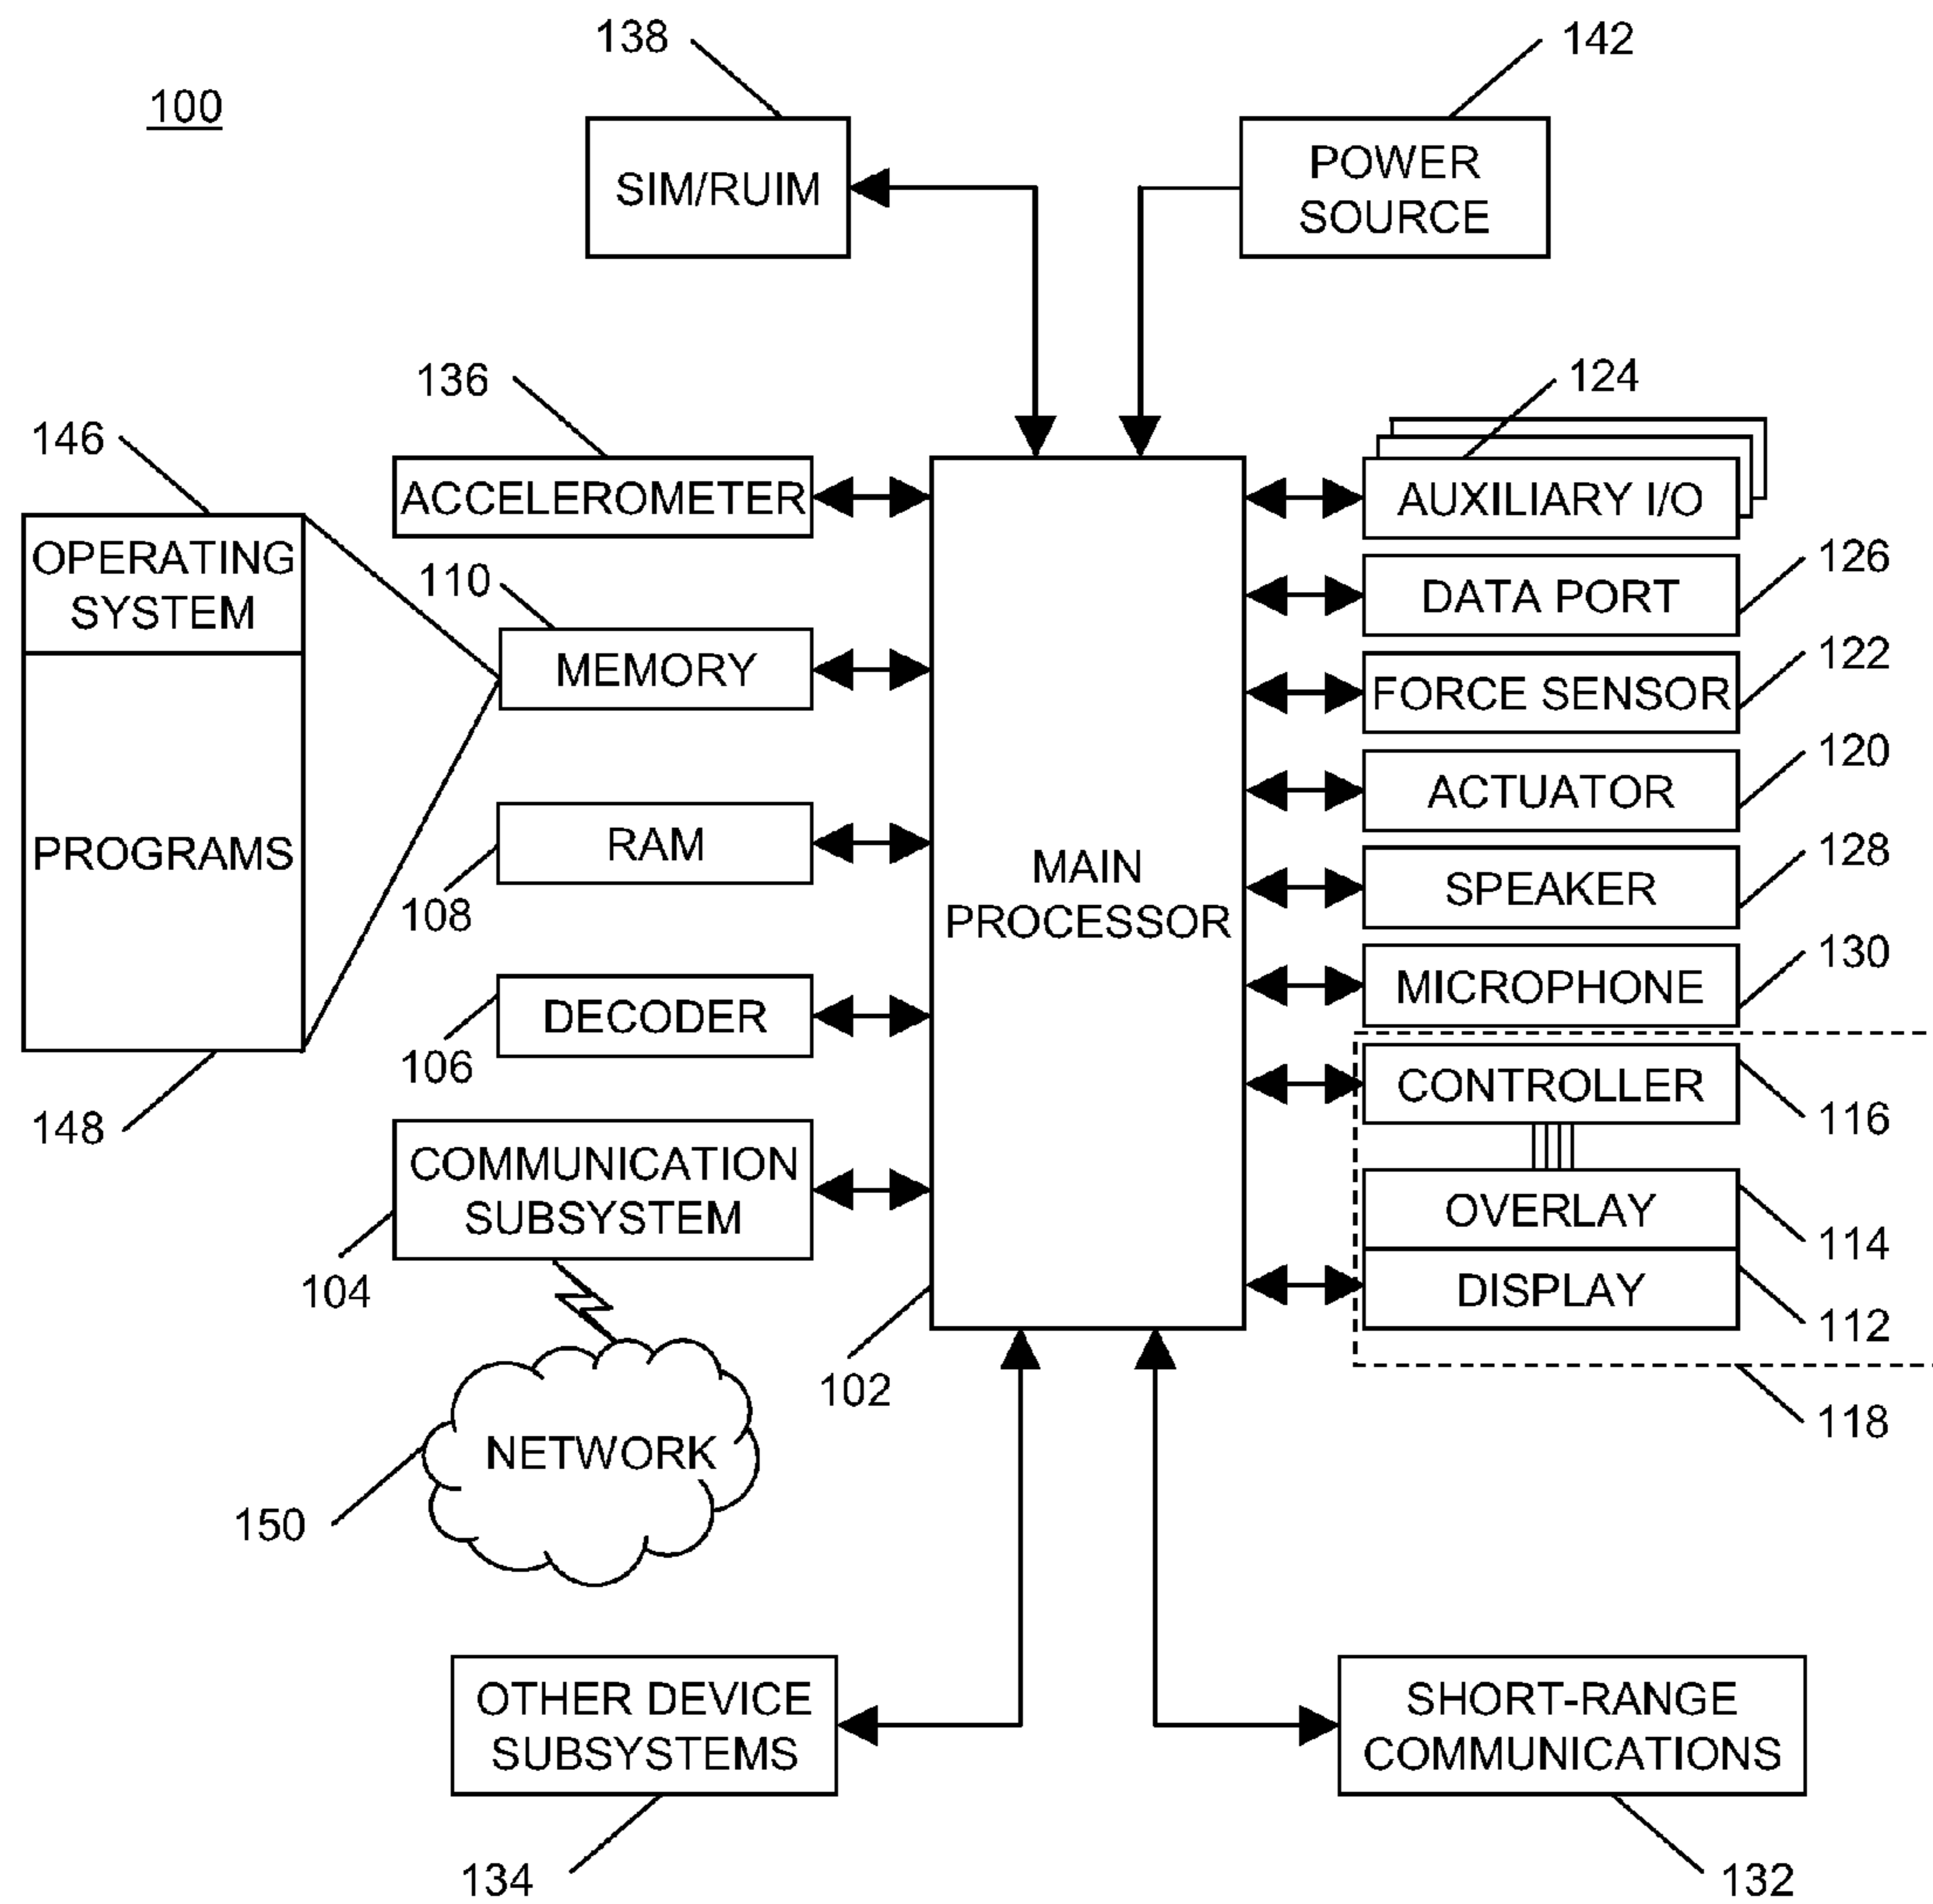 100
138
142
SIM/RUIM
POWER
SOURCE
136
124
146
ACCELEROMETER
AUXILIARY I/O
OPERATING
SYSTEM
110
DATA PORT
126
MEMORY
FORCE SENSOR
122
ACTUATOR
120
PROGRAMS
RAM
108
MAIN
PROCESSOR
SPEAKER
128
MICROPHONE
130
DECODER
106
CONTROLLER
116
148
COMMUNICATION
SUBSYSTEM
104
OVERLAY
114
DISPLAY
112
102
118
NETWORK
150
OTHER DEVICE
SUBSYSTEMS
SHORT-RANGE
COMMUNICATIONS
134
132